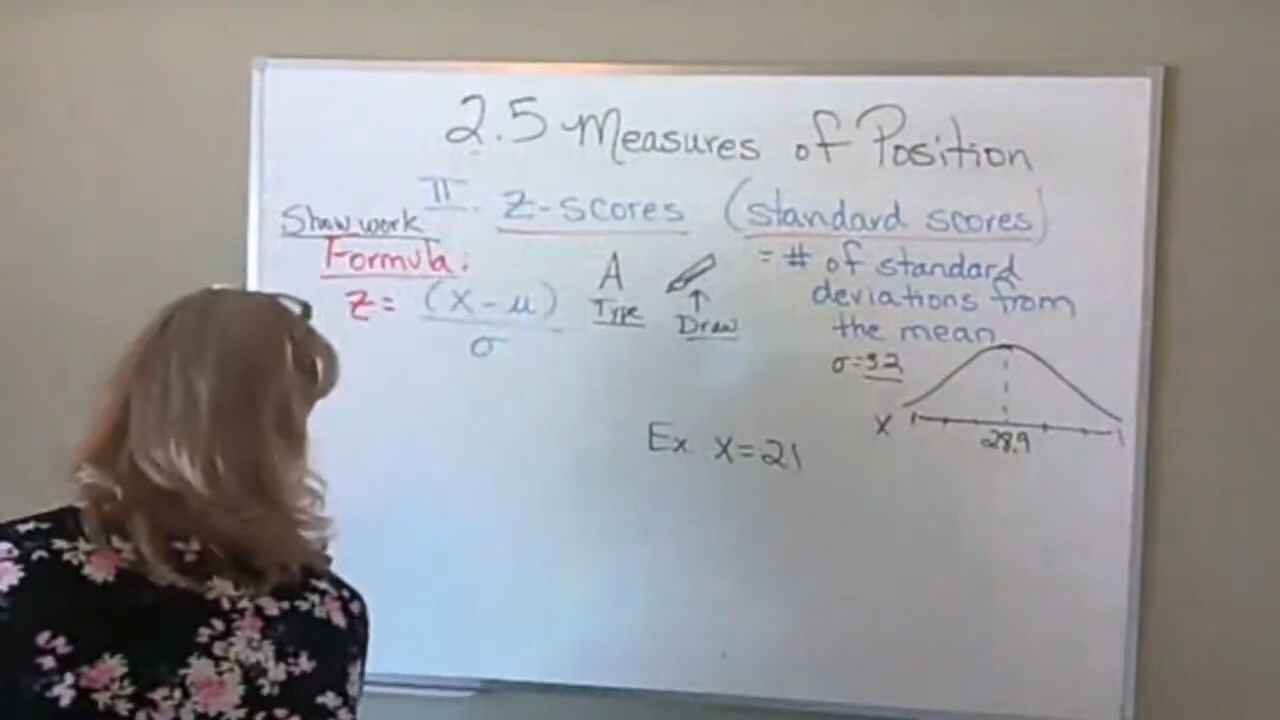 2.5 Measures of Position
II. z-scores (standard scores)
Show work
Formula:
z = (x - μ)
σ
A
Type
↑
Draw
= # of standard
deviations from
the mean
σ=3.2
X
28.9
Ex. X=21